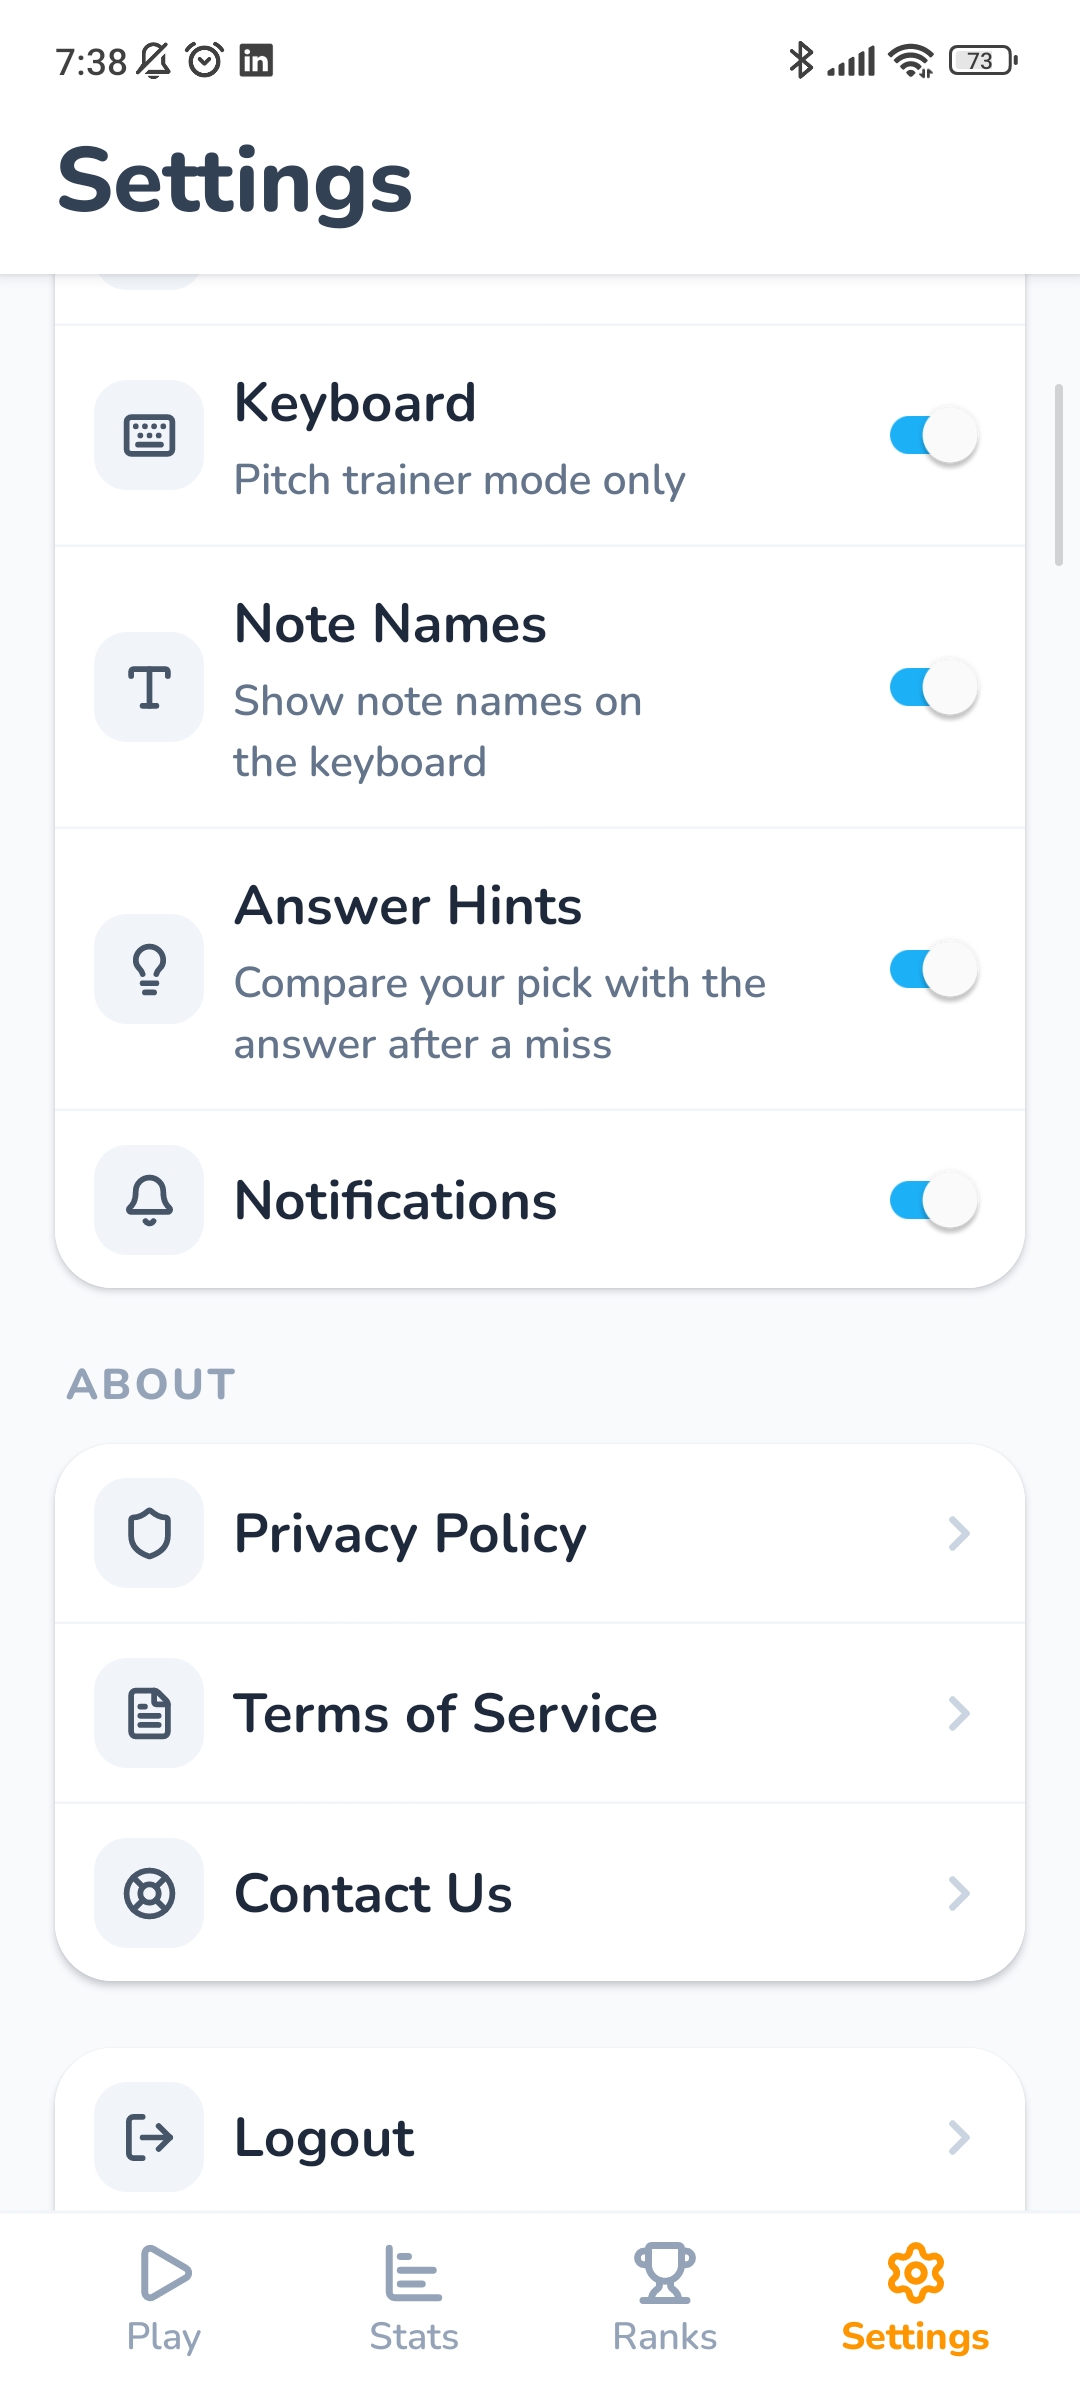 7:38
73
Settings
Keyboard
Pitch trainer mode only
Note Names
Show note names on
the keyboard
Answer Hints
Compare your pick with the
answer after a miss
Notifications
ABOUT
Privacy Policy
Terms of Service
Contact Us
Logout
Play
Stats
Ranks
Settings